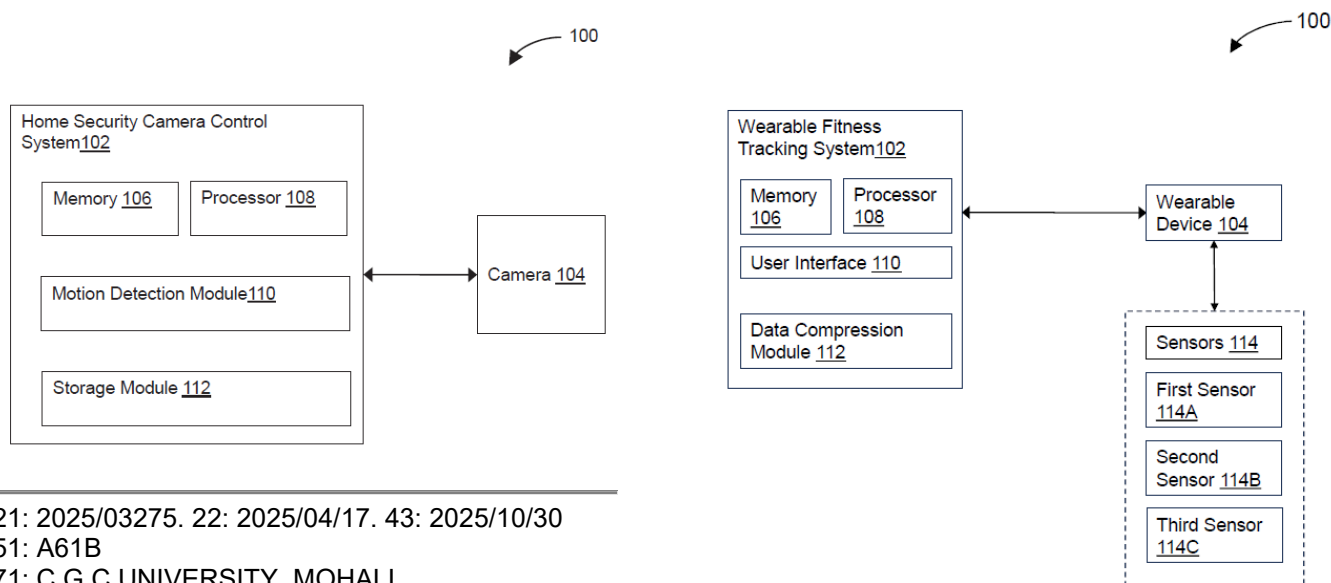 100
Home Security Camera Control
System102
Memory 106
Processor 108
Motion Detection Module110
Storage Module 112
Camera 104
21: 2025/03275. 22: 2025/04/17. 43: 2025/10/30
51: A61B
71: C G C UNIVERSITY, MOHALI
100
Wearable Fitness
Tracking System102
Memory
106
Processor
108
User Interface 110
Data Compression
Module 112
Wearable
Device 104
Sensors 114
First Sensor
114A
Second
Sensor 114B
Third Sensor
114C